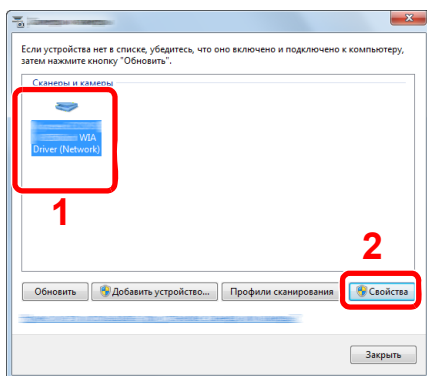 Если устройства нет в списке, убедитесь, что оно включено и подключено к компьютеру,
затем нажмите кнопку "Обновить".
Сканеры и камеры
WIA
Driver (Network)
1
2
Обновить
Добавить устройство...
Профили сканирования
Свойства
Закрыть